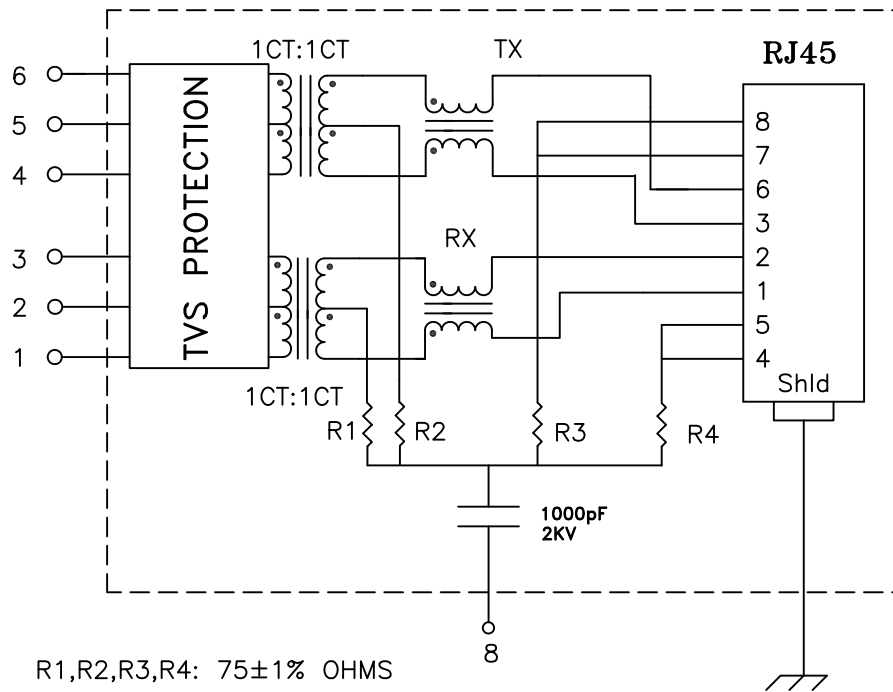 1CT:1CT
TX
RJ45
6
5
4
3
2
1
TVS PROTECTION
8
7
6
3
2
1
5
4
Shld
RX
1CT:1CT
R1
R2
R3
R4
1000pF
2KV
8
R1,R2,R3,R4: 75±1% OHMS